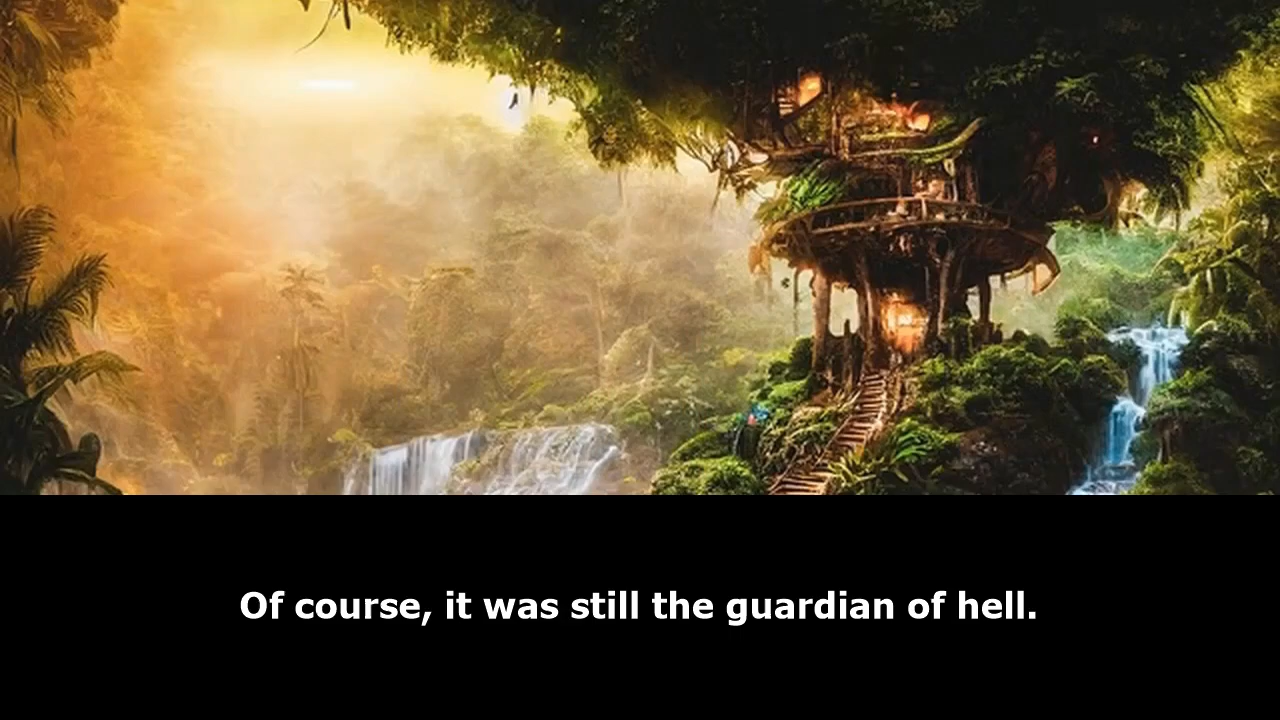 Of course, it was still the guardian of hell.